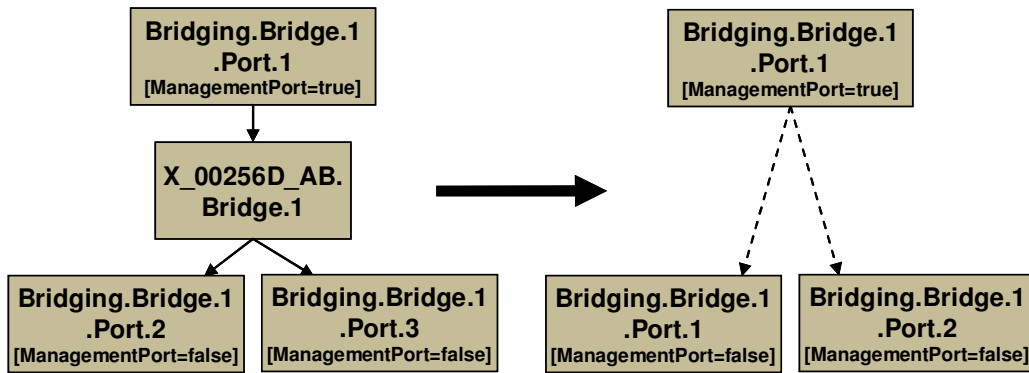 Bridging.Bridge.1
.Port.1
[ManagementPort=true]
X_00256D_AB.
Bridge.1
Bridging.Bridge.1
.Port.2
[ManagementPort=false]
Bridging.Bridge.1
.Port.3
[ManagementPort=false]
Bridging.Bridge.1
.Port.1
[ManagementPort=true]
Bridging.Bridge.1
.Port.1
[ManagementPort=false]
Bridging.Bridge.1
.Port.2
[ManagementPort=false]